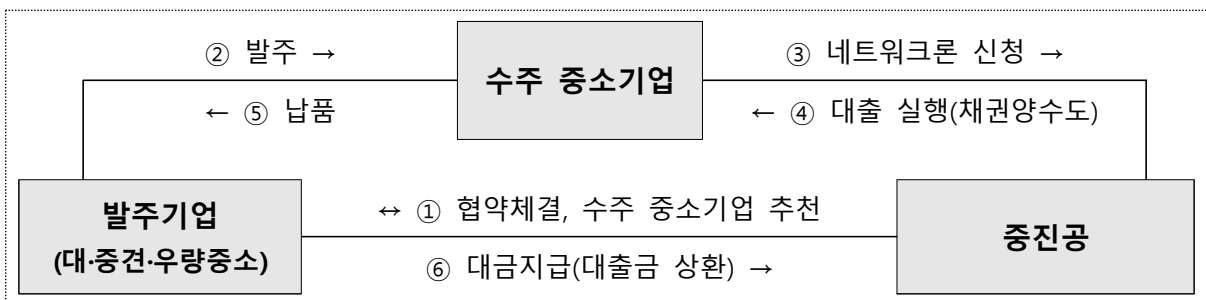 ② 발주 →
수주 중소기업
③ 네트워크론 신청 →
← ⑤ 납품
← ④ 대출 실행(채권양수도)
발주기업
(대·중견·우량중소)
↔ ① 협약체결, 수주 중소기업 추천
중진공
⑥ 대금지급(대출금 상환) →